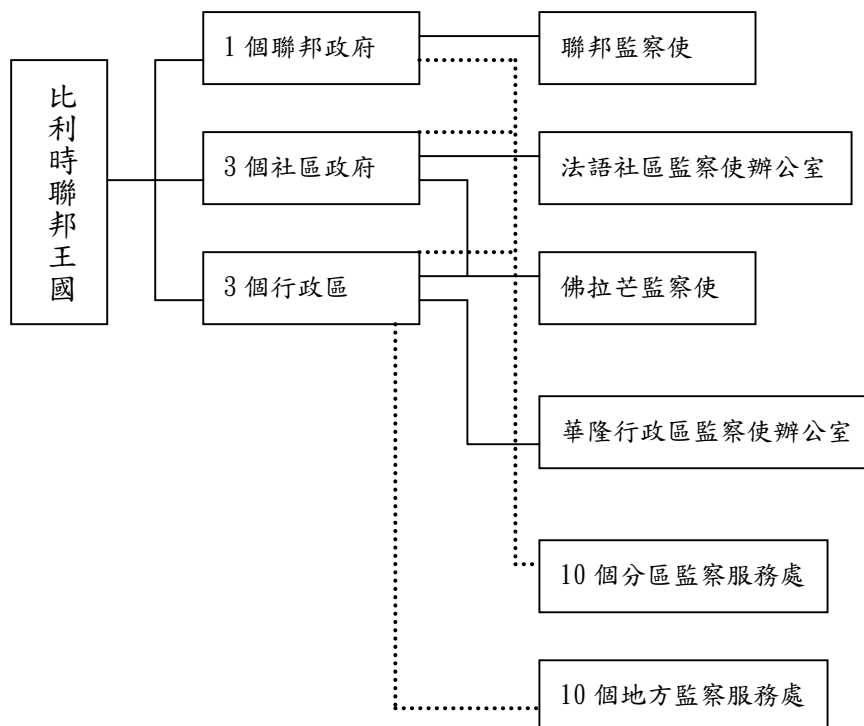 比利時聯邦王國
1 個聯邦政府
聯邦監察使
3 個社區政府
法語社區監察使辦公室
3 個行政區
佛拉芒監察使
華隆行政區監察使辦公室
10 個分區監察服務處
10 個地方監察服務處